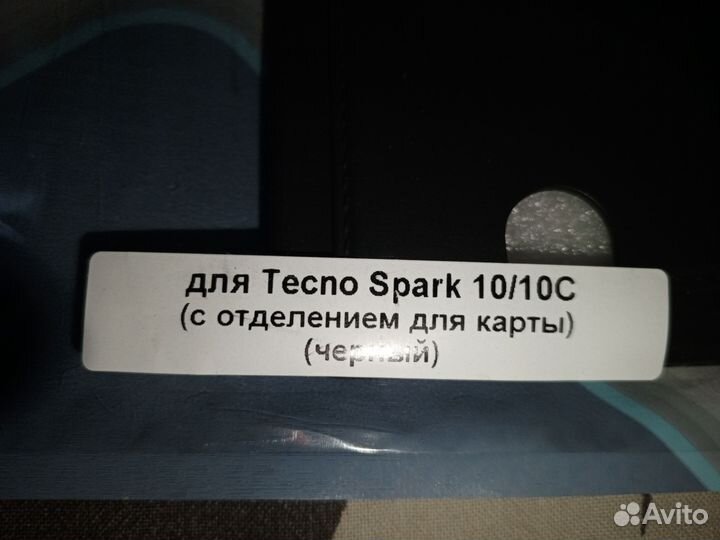 для Tecno Spark 10/10C
(с отделением для карты)
(черный)
Avito